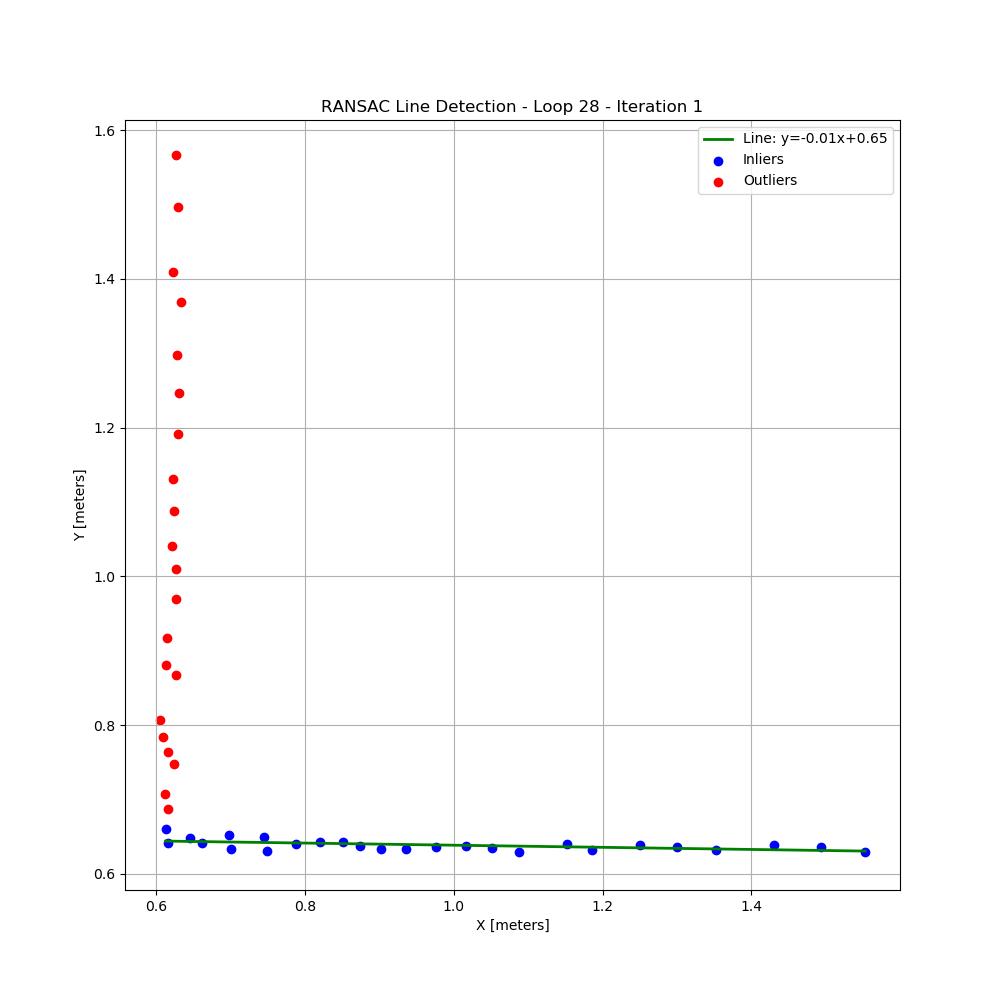 RANSAC Line Detection - Loop 28 - Iteration 1
Line: y=-0.01x+0.65
Inliers
Outliers
1.6
1.4
1.2
1.0
0.8
0.6
Y [meters]
0.6 0.8 1.0 1.2 1.4
X [meters]